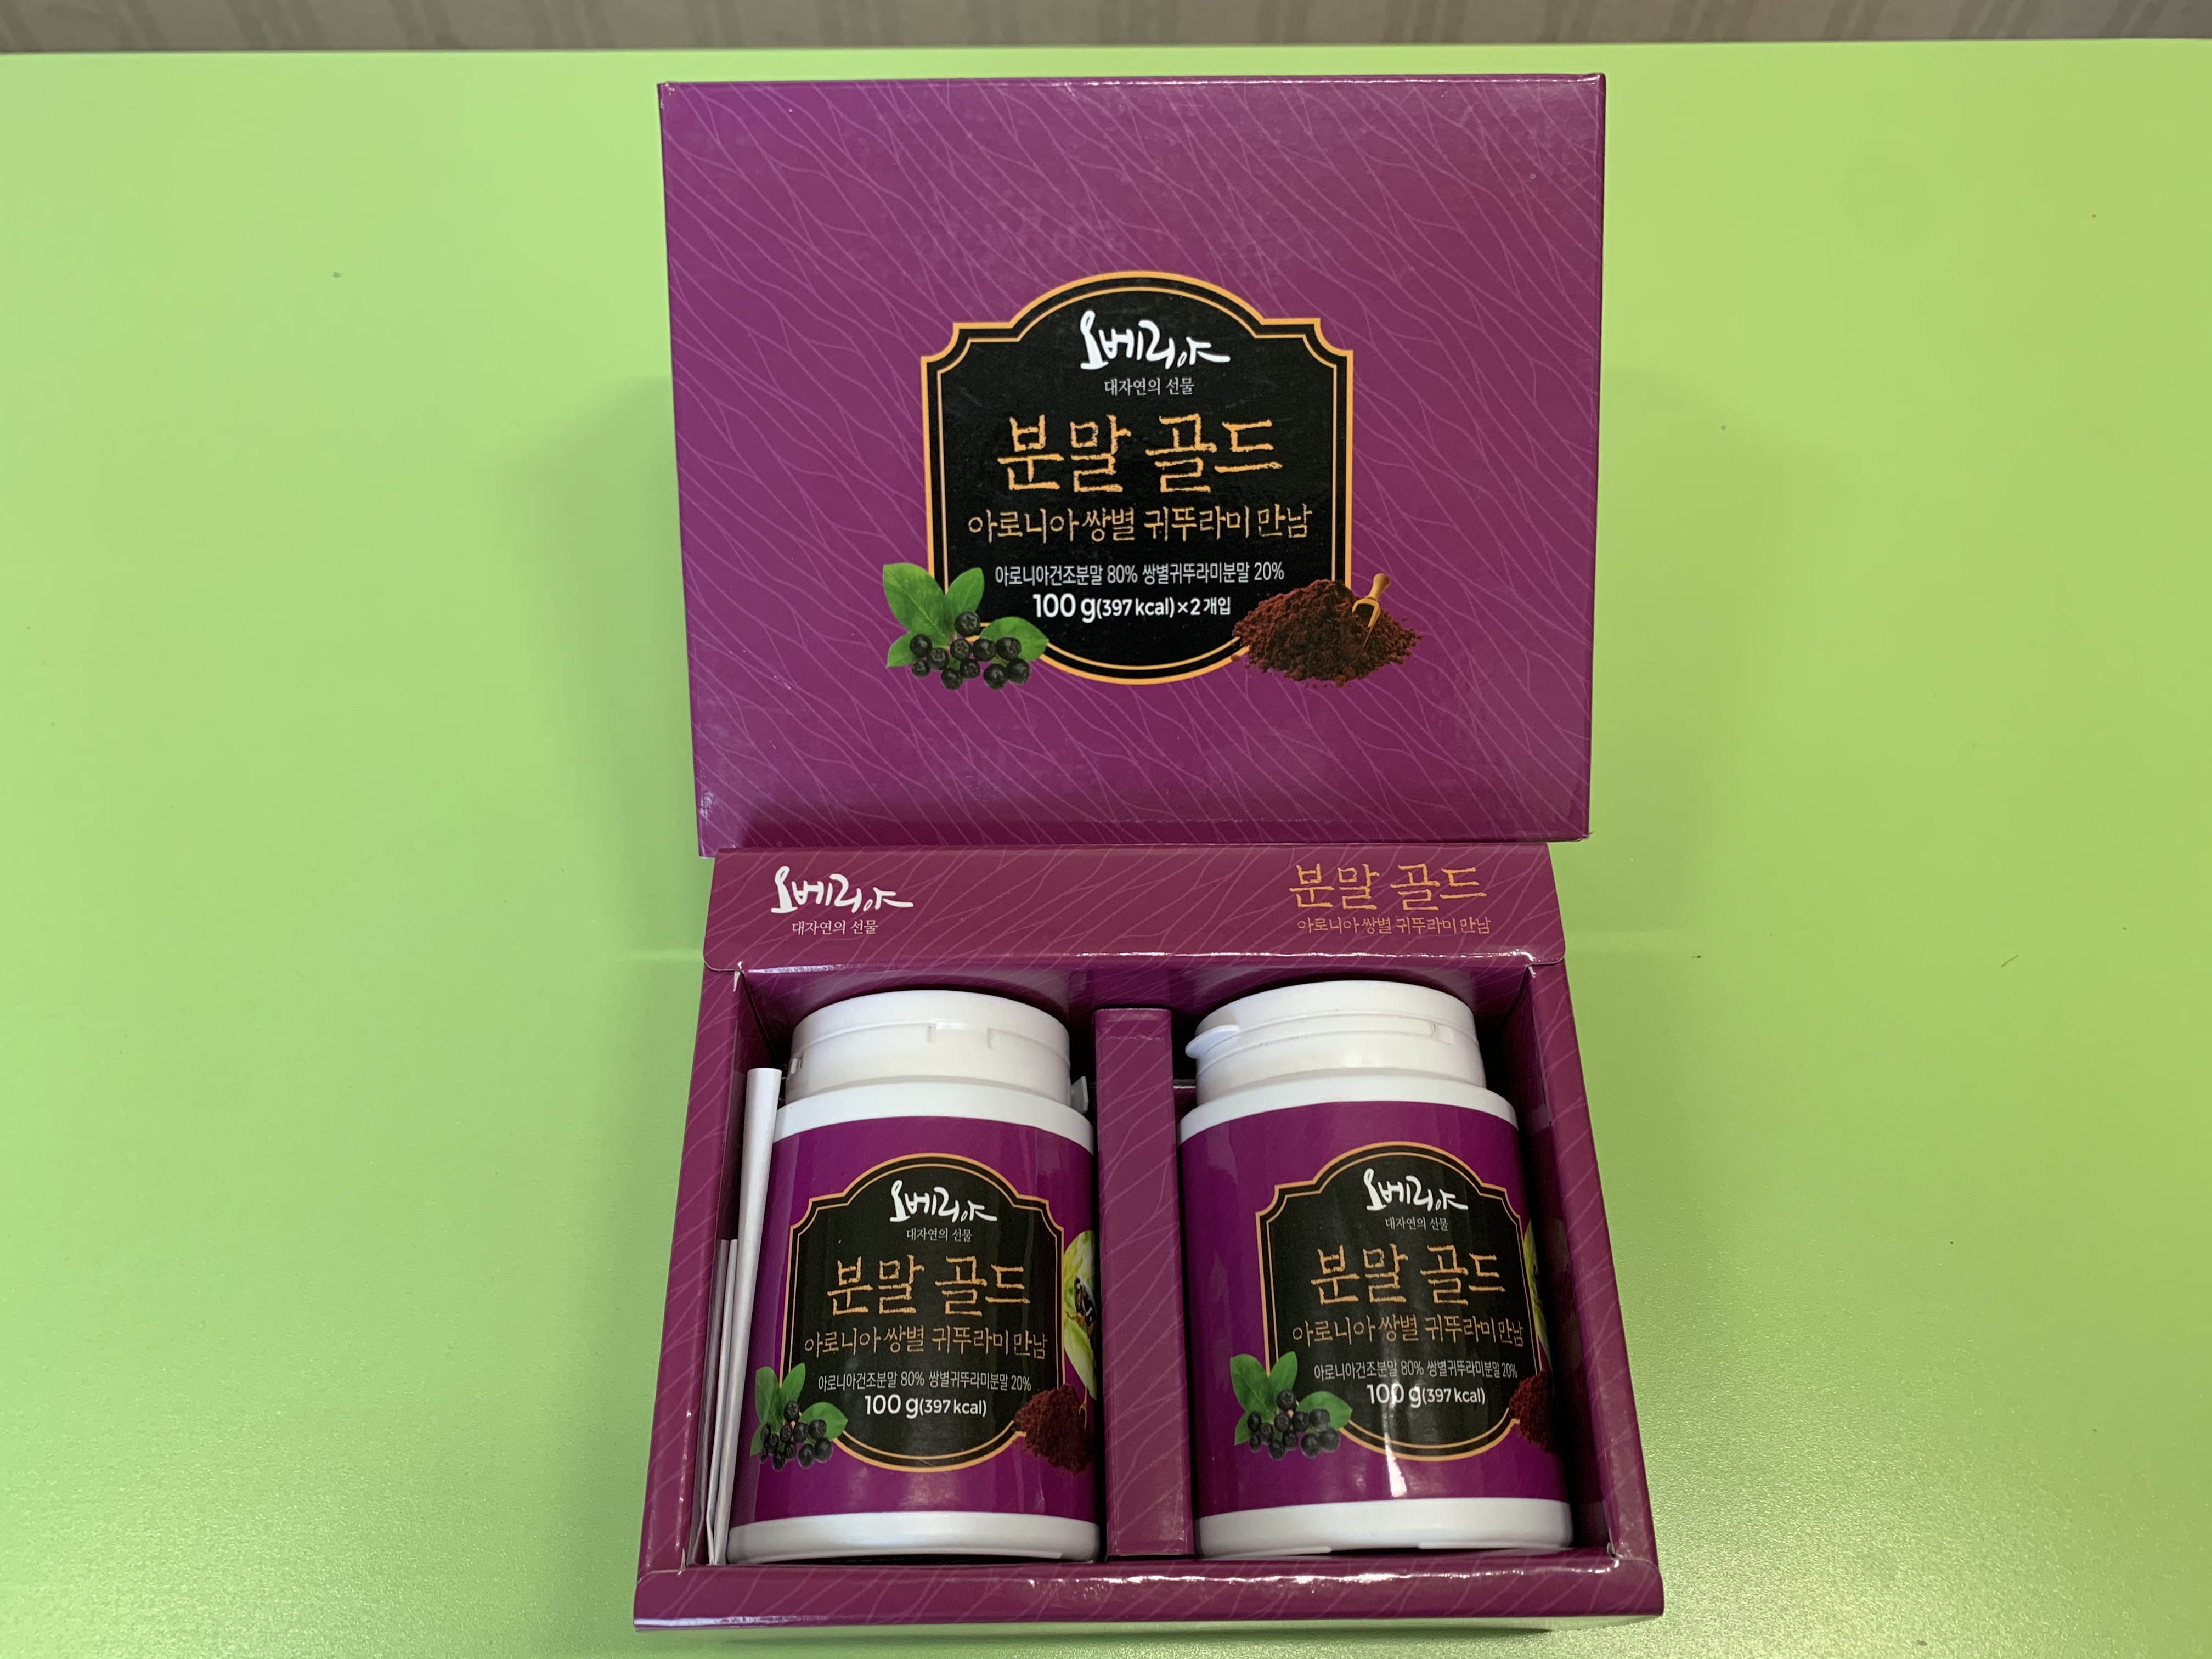 오베리야
대자연의 선물
분말 골드
아로니아 쌍별 귀뚜라미 만남
아로니아건조분말 80% 쌍별귀뚜라미분말 20%
100 g(397 kcal)×2개입
오베리야
대자연의 선물
분말 골드
아로니아 쌍별 귀뚜라미 만남
오베리야
대자연의 선물
분말 골드
아로니아 쌍별 귀뚜라미 만남
아로니아건조분말 80% 쌍별귀뚜라미분말 20%
100 g(397 kcal)
오베리야
대자연의 선물
분말 골드
아로니아 쌍별 귀뚜라미 만남
아로니아건조분말 80% 쌍별귀뚜라미분말 20%
100 g(397 kcal)